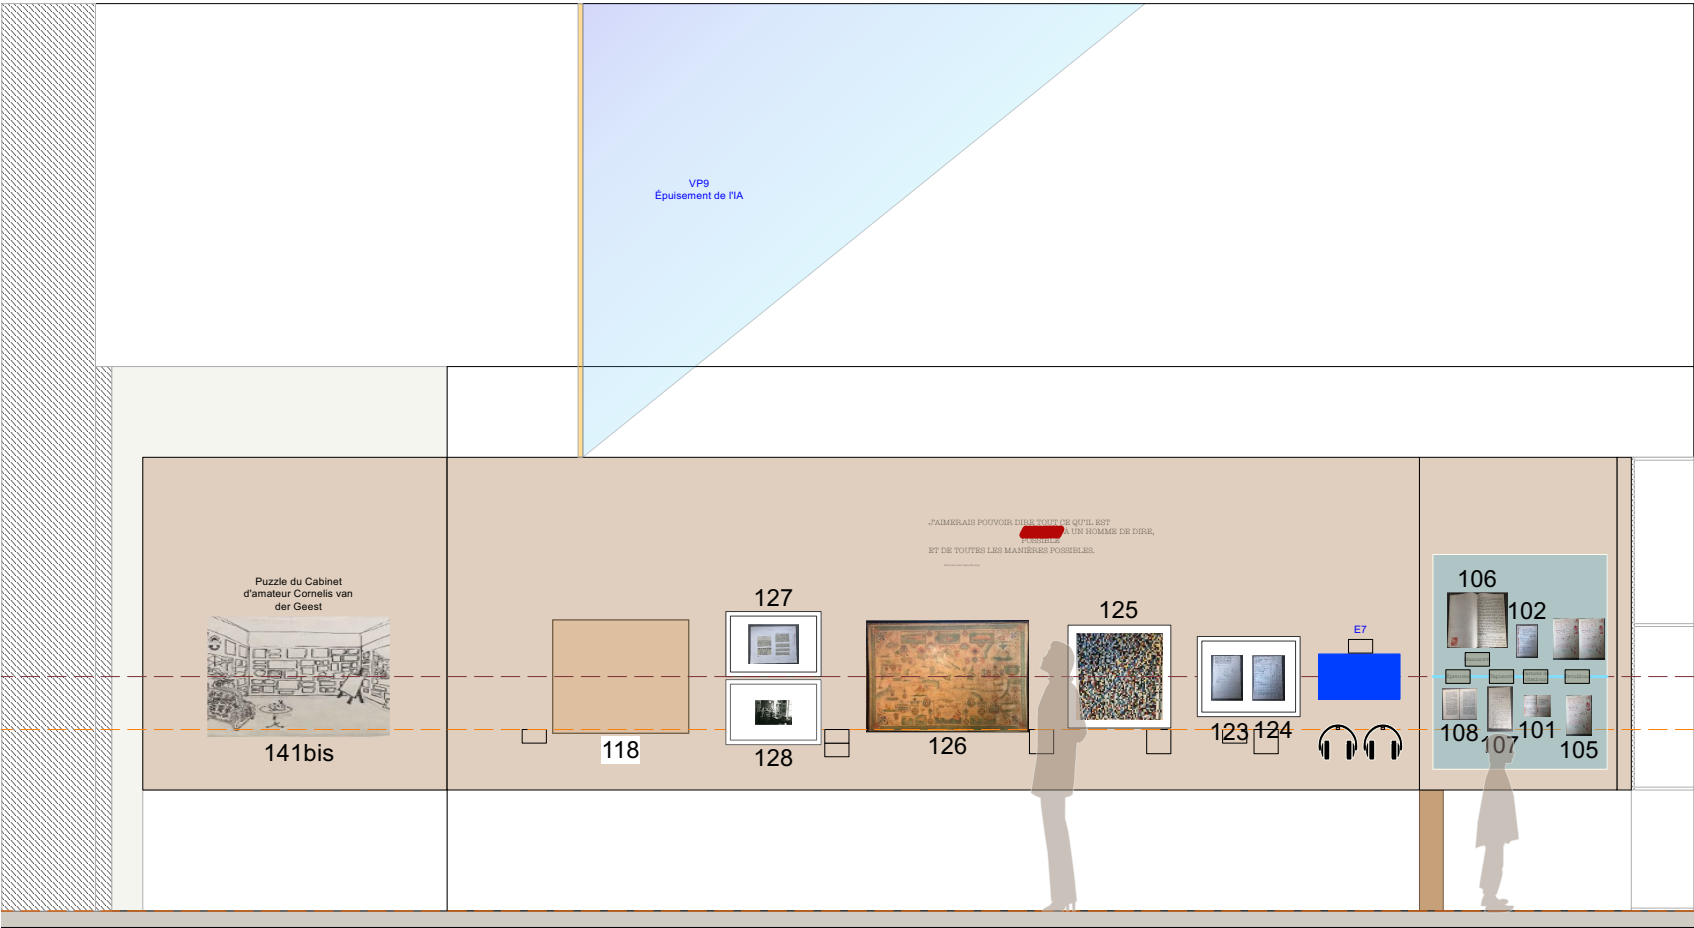 VP9
Épuisement de l'IA
J'AIMERAIS POUVOIR DIRE TOUT CE QU'IL EST
À UN HOMME DE DIRE,
POSSIBLE
ET DE TOUTES LES MANIÈRES POSSIBLES.
Puzzle du Cabinet
d'amateur Cornelis van
der Geest
141bis
118
127
128
126
125
123
124
E7
106
102
108
107
101
105